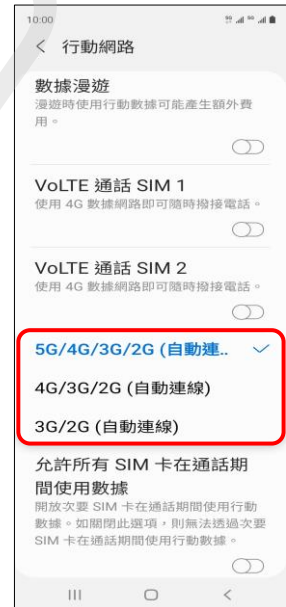 10:00
行動網路
數據漫遊
漫遊時使用行動數據可能產生額外費
用。
VoLTE 通話 SIM 1
使用 4G 數據網路即可隨時撥接電話。
VoLTE 通話 SIM 2
使用 4G 數據網路即可隨時撥接電話。
5G/4G/3G/2G (自動連..
4G/3G/2G (自動連線)
3G/2G (自動連線)
允許所有 SIM 卡在通話期
間使用數據
開放次要 SIM 卡在通話期間使用行動
數據。如關閉此選項，則無法透過次要
SIM 卡在通話期間使用行動數據。